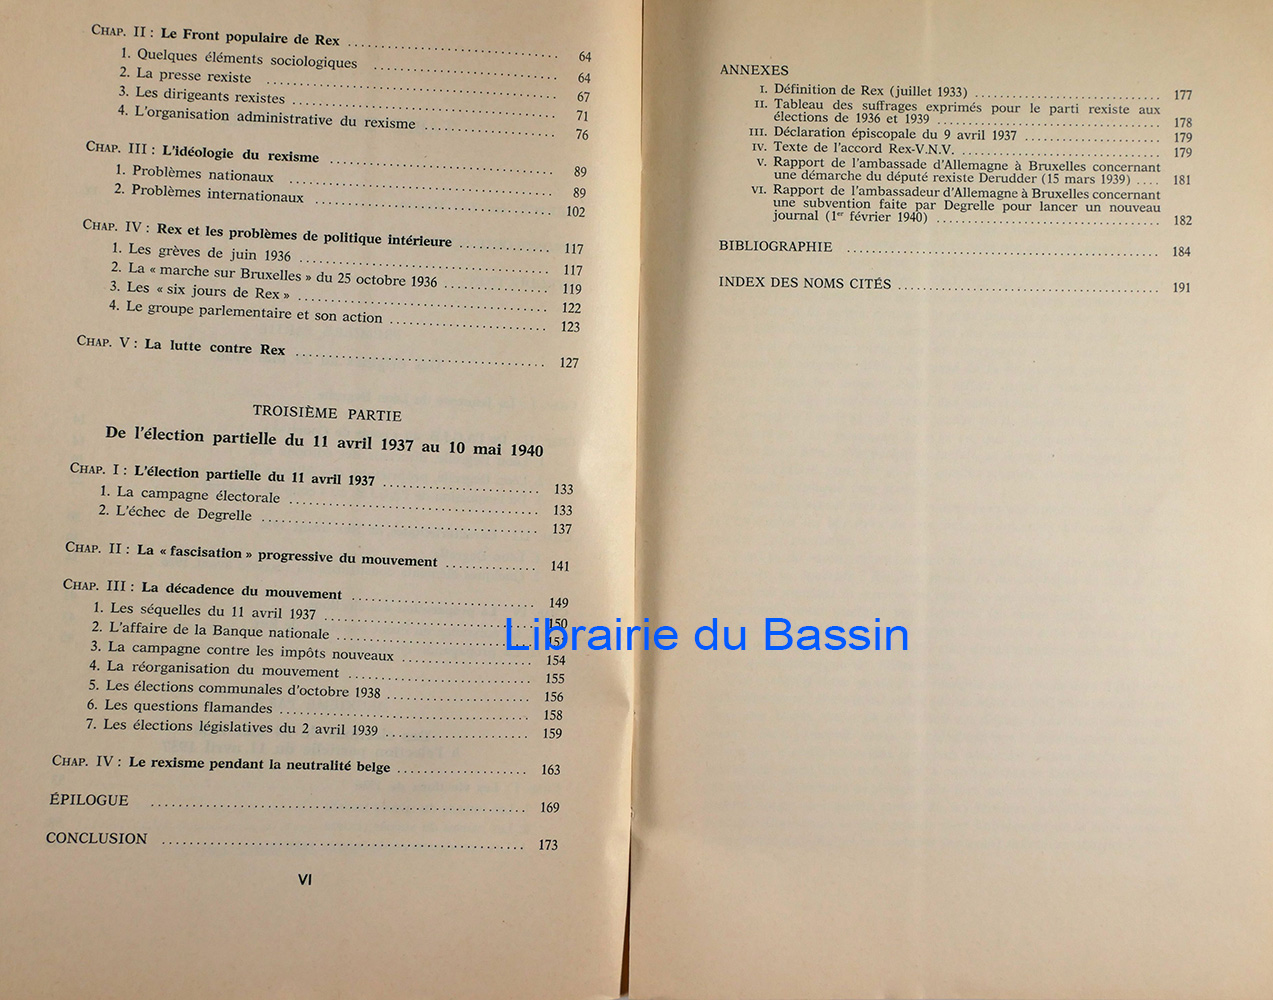 CHAP. II : Le Front populaire de Rex ........ 64
1. Quelques éléments sociologiques ........ 64
2. La presse rexiste ........ 67
3. Les dirigeants rexistes ........ 71
4. L'organisation administrative du rexisme ........ 76
CHAP. III : L'idéologie du rexisme ........ 89
1. Problèmes nationaux ........ 89
2. Problèmes internationaux ........ 102
CHAP. IV : Rex et les problèmes de politique intérieure ........ 117
1. Les grèves de juin 1936 ........ 117
2. La « marche sur Bruxelles » du 25 octobre 1936 ........ 119
3. Les « six jours de Rex » ........ 122
4. Le groupe parlementaire et son action ........ 123
CHAP. V : La lutte contre Rex ........ 127
TROISIÈME PARTIE
De l'élection partielle du 11 avril 1937 au 10 mai 1940
CHAP. I : L'élection partielle du 11 avril 1937 ........ 133
1. La campagne électorale ........ 133
2. L'échec de Degrelle ........ 137
CHAP. II : La « fascisation » progressive du mouvement ........ 141
CHAP. III : La décadence du mouvement ........ 149
1. Les séquelles du 11 avril 1937 ........ 150
2. L'affaire de la Banque nationale ........
3. La campagne contre les impôts nouveaux ........ 154
4. La réorganisation du mouvement ........ 155
5. Les élections communales d'octobre 1938 ........ 156
6. Les questions flamandes ........ 158
7. Les élections législatives du 2 avril 1939 ........ 159
CHAP. IV : Le rexisme pendant la neutralité belge ........ 163
ÉPILOGUE ........ 169
CONCLUSION ........ 173
VI
ANNEXES
I. Définition de Rex (juillet 1933) ........ 177
II. Tableau des suffrages exprimés pour le parti rexiste aux
élections de 1936 et 1939 ........ 178
III. Déclaration épiscopale du 9 avril 1937 ........ 179
IV. Texte de l'accord Rex-V.N.V. ........ 179
V. Rapport de l'ambassade d'Allemagne à Bruxelles concernant
une démarche du député rexiste Derudder (15 mars 1939) .... 181
VI. Rapport de l'ambassadeur d'Allemagne à Bruxelles concernant
une subvention faite par Degrelle pour lancer un nouveau
journal (1er février 1940) ........ 182
BIBLIOGRAPHIE ........ 184
INDEX DES NOMS CITÉS ........ 191
Librairie du Bassin